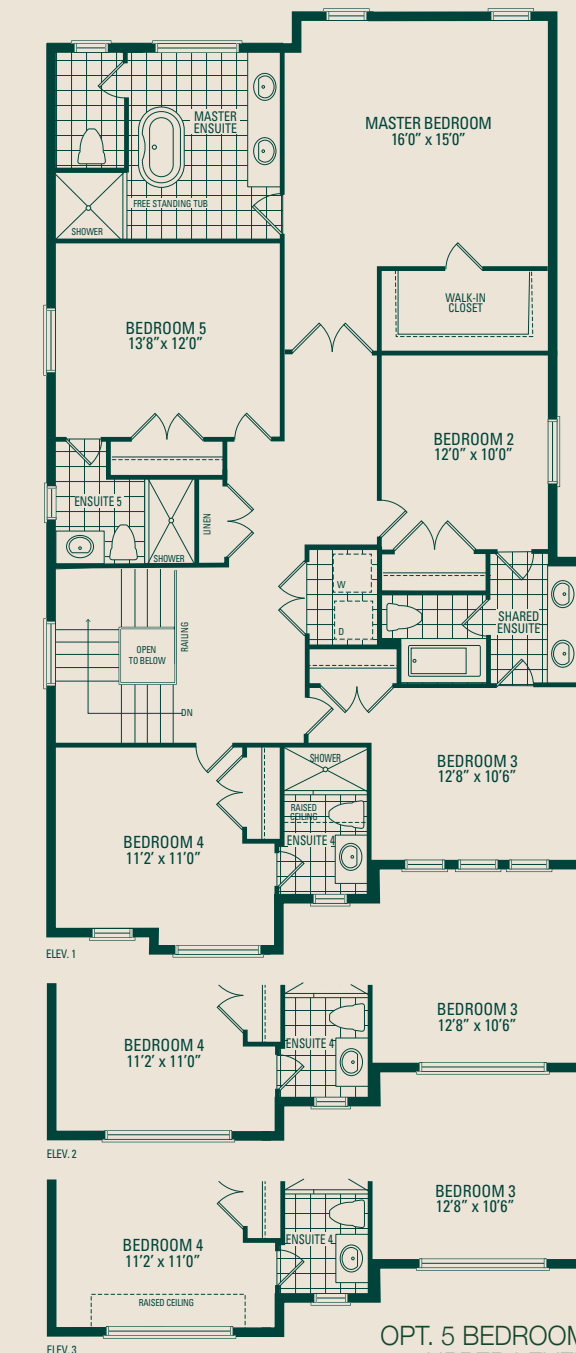 MASTER
ENSUITE
MASTER BEDROOM
16'0" x 15'0"
FREE STANDING TUB
SHOWER
WALK-IN
CLOSET
BEDROOM 5
13'8"x 12'0"
BEDROOM 2
12'0" x 10'0"
ENSUITE 5
LINEN
SHOWER
W
D
SHARED
ENSUITE
RAILING
OPEN
TO BELOW
DN
SHOWER
BEDROOM 3
12'8" x 10'6"
RAISED
CEILING
ENSUITE 4
BEDROOM 4
11'2' x 11'0"
ELEV. 1
BEDROOM 3
12'8" x 10'6"
ENSUITE 4
BEDROOM 4
11'2' x 11'0"
ELEV. 2
BEDROOM 3
12'8" x 10'6"
ENSUITE 4
BEDROOM 4
11'2' x 11'0"
RAISED CEILING
ELEV. 3
OPT. 5 BEDROOM